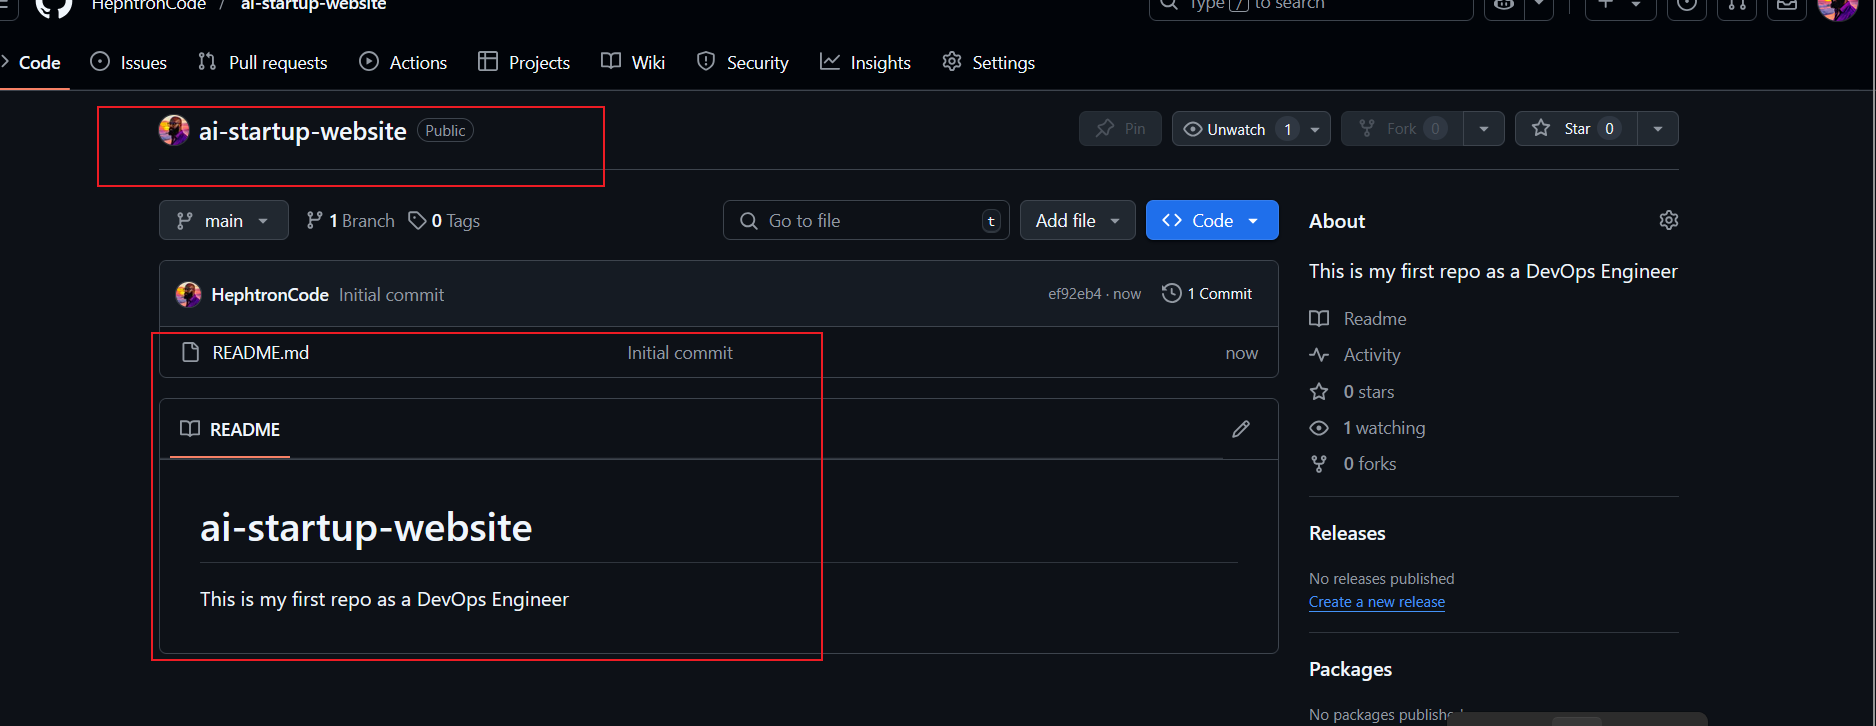 HephtronCode / ai-startup-website
Type / to search
Code Issues Pull requests Actions Projects Wiki Security Insights Settings
ai-startup-website Public
Pin Unwatch 1 Fork 0 Star 0
main 1 Branch 0 Tags Go to file t Add file Code
HephtronCode Initial commit ef92eb4 · now 1 Commit
README.md Initial commit now
README
ai-startup-website
This is my first repo as a DevOps Engineer
About
This is my first repo as a DevOps Engineer
Readme
Activity
0 stars
1 watching
0 forks
Releases
No releases published
Create a new release
Packages
No packages published